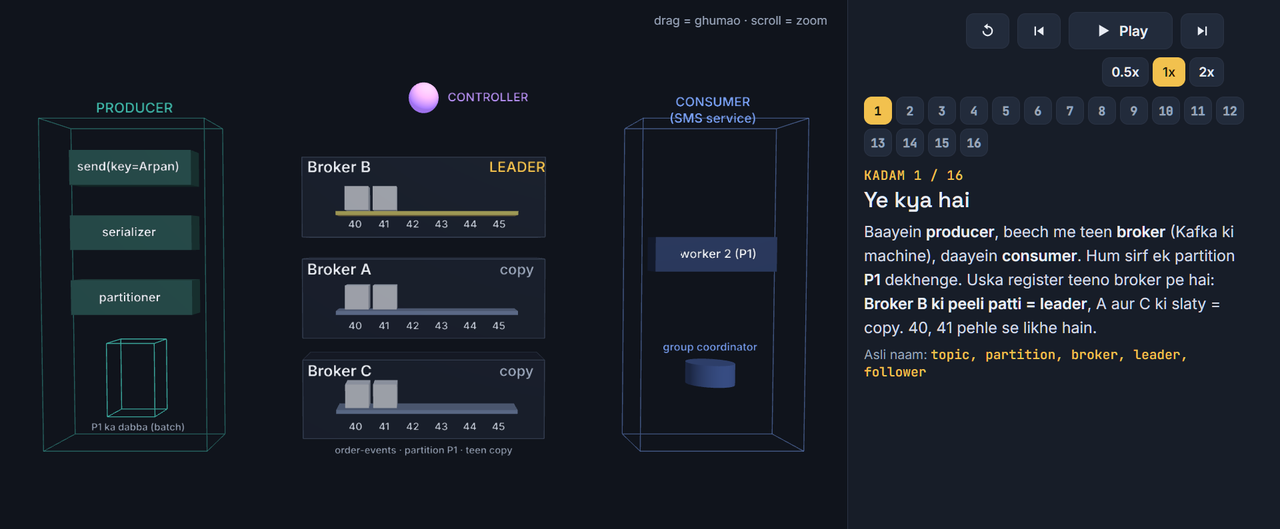 drag = ghumao · scroll = zoom
PRODUCER
send(key=Arpan)
serializer
partitioner
P1 ka dabba (batch)
CONTROLLER
Broker B LEADER
40 41 42 43 44 45
Broker A copy
40 41 42 43 44 45
Broker C copy
40 41 42 43 44 45
order-events · partition P1 · teen copy
CONSUMER
(SMS service)
worker 2 (P1)
group coordinator
Play
0.5x 1x 2x
1 2 3 4 5 6 7 8 9 10 11 12
13 14 15 16
KADAM 1 / 16
Ye kya hai
Baayein producer, beech me teen broker (Kafka ki
machine), daayein consumer. Hum sirf ek partition
P1 dekhenge. Uska register teeno broker pe hai:
Broker B ki peeli patti = leader, A aur C ki slaty =
copy. 40, 41 pehle se likhe hain.
Asli naam: topic, partition, broker, leader,
follower